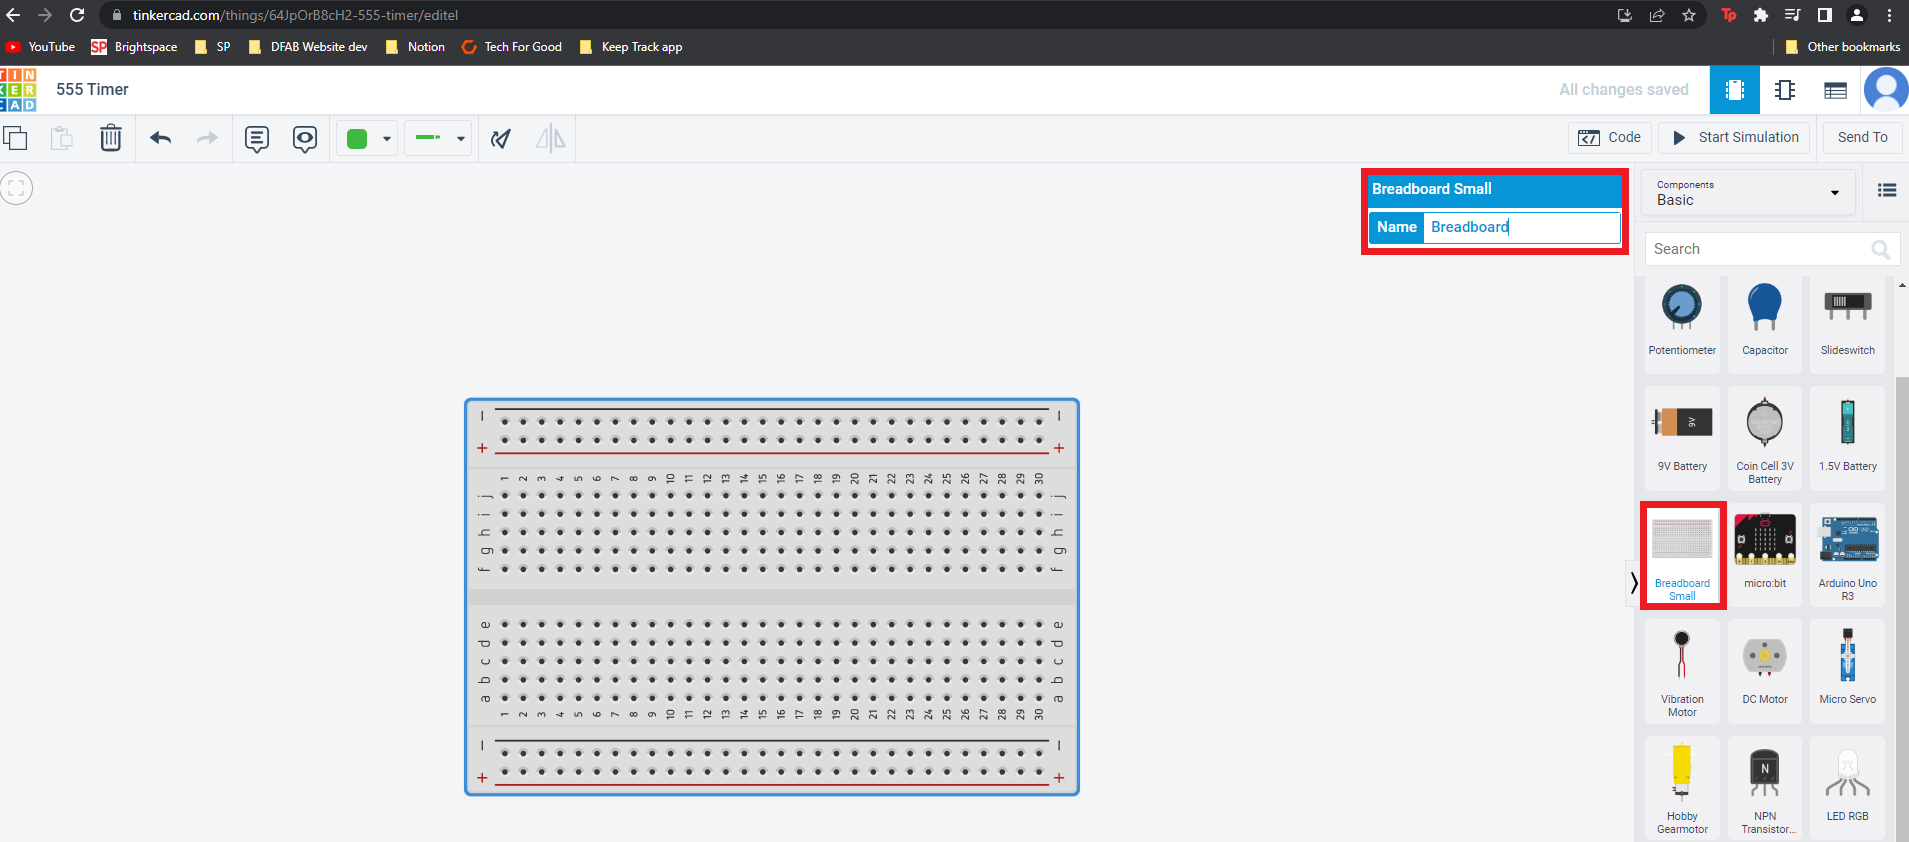 tinkercad.com/things/64JpOrB8cH2-555-timer/editel
Tp
YouTube SP Brightspace SP DFAB Website dev Notion Tech For Good Keep Track app Other bookmarks
TIN
KER
CAD
555 Timer
All changes saved
Code Start Simulation Send To
Breadboard Small
Name Breadboard
Components
Basic
Search
Potentiometer Capacitor Slideswitch
9V
9V Battery Coin Cell 3V Battery 1.5V Battery
Breadboard Small micro:bit Arduino Uno R3
Vibration Motor DC Motor Micro Servo
N
Hobby Gearmotor NPN Transistor... LED RGB
− −
+ +
1 2 3 4 5 6 7 8 9 10 11 12 13 14 15 16 17 18 19 20 21 22 23 24 25 26 27 28 29 30
j j
i i
h h
g g
f f
e e
d d
c c
b b
a a
1 2 3 4 5 6 7 8 9 10 11 12 13 14 15 16 17 18 19 20 21 22 23 24 25 26 27 28 29 30
− −
+ +